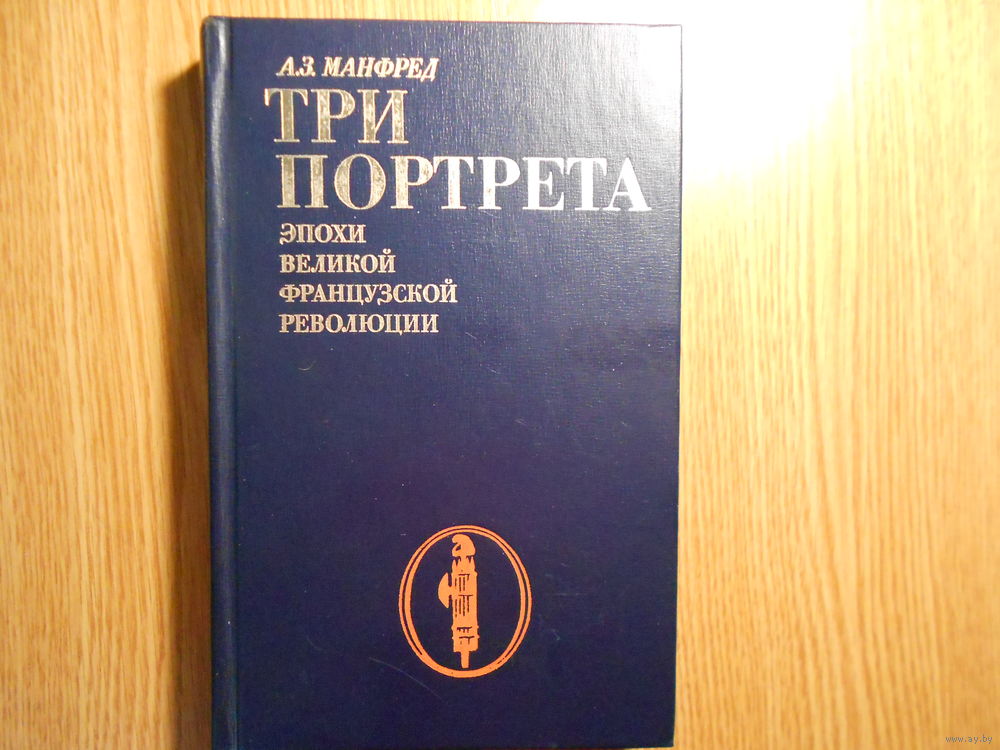 А.З. МАНФРЕД
ТРИ
ПОРТРЕТА
ЭПОХИ
ВЕЛИКОЙ
ФРАНЦУЗСКОЙ
РЕВОЛЮЦИИ
www.ay.by